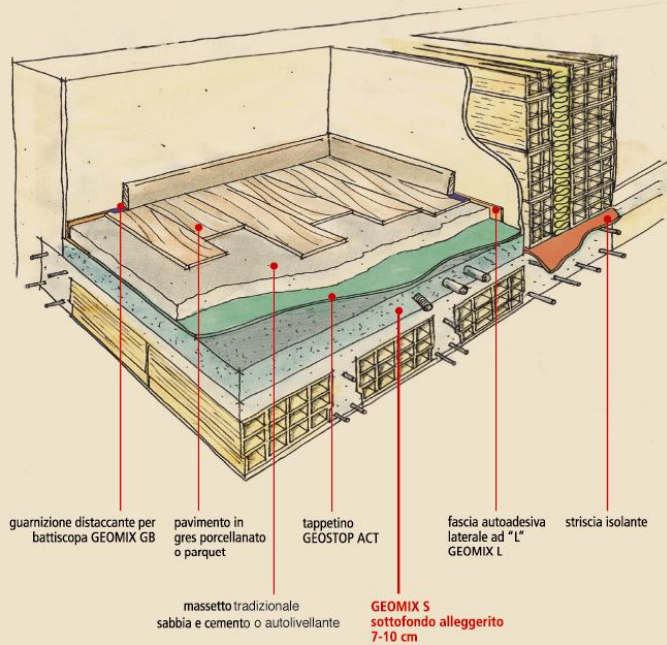 guarnizione distaccante per
battiscopa GEOMIX GB
pavimento in
gres porcellanato
o parquet
tappetino
GEOSTOP ACT
fascia autoadesiva
laterale ad "L"
GEOMIX L
striscia isolante
massetto tradizionale
sabbia e cemento o autolivellante
GEOMIX S
sottofondo alleggerito
7-10 cm